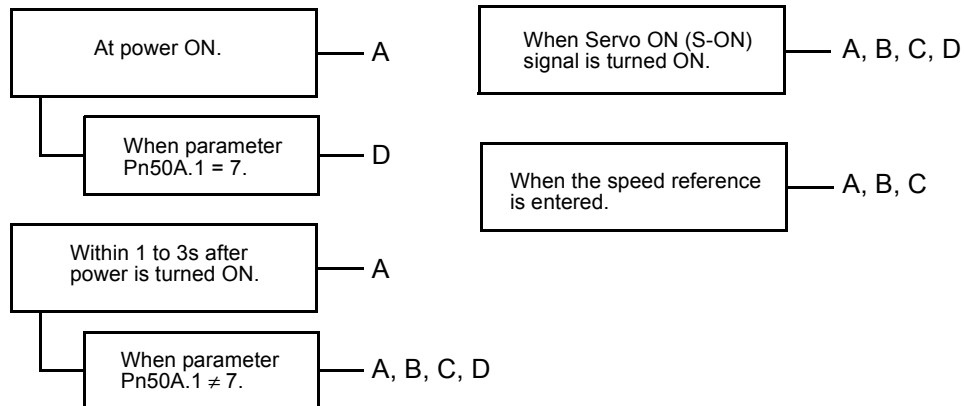 At power ON.
A
When parameter
Pn50A.1 = 7.
D
Within 1 to 3s after
power is turned ON.
A
When parameter
Pn50A.1 ≠ 7.
A, B, C, D
When Servo ON (S-ON)
signal is turned ON.
A, B, C, D
When the speed reference
is entered.
A, B, C